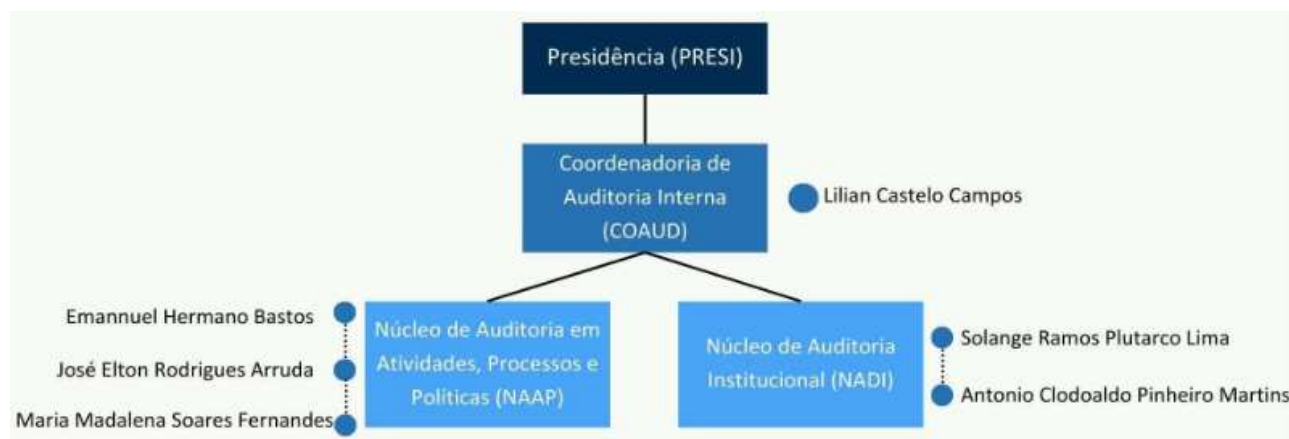 Presidência (PRESI)
Coordenadoria de
Auditoria Interna
(COAUD)
Lilian Castelo Campos
Emannuel Hermano Bastos
José Elton Rodrigues Arruda
Maria Madalena Soares Fernandes
Núcleo de Auditoria em
Atividades, Processos e
Políticas (NAAP)
Núcleo de Auditoria
Institucional (NADI)
Solange Ramos Plutarco Lima
Antonio Clodoaldo Pinheiro Martins